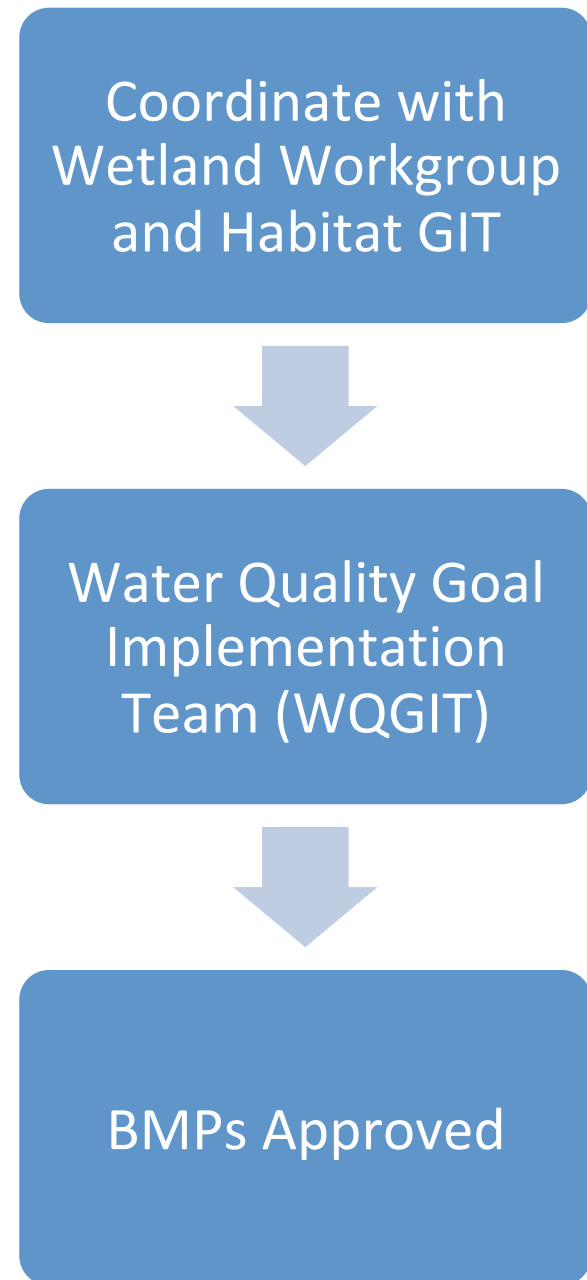 Coordinate with
Wetland Workgroup
and Habitat GIT
Water Quality Goal
Implementation
Team (WQGIT)
BMPs Approved